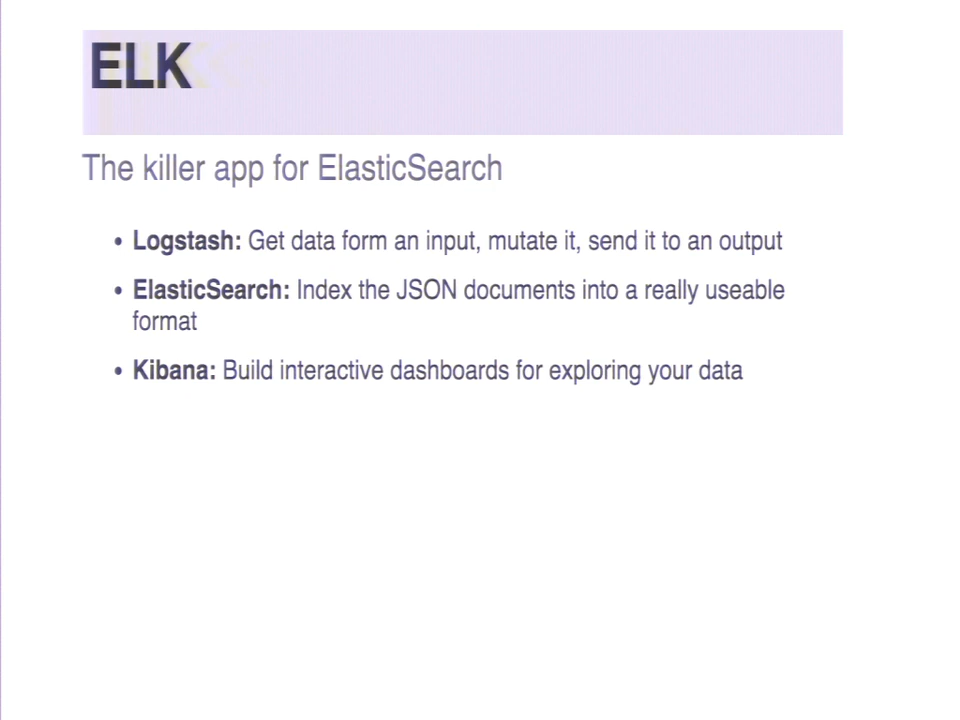 ELK
The killer app for ElasticSearch
• Logstash: Get data form an input, mutate it, send it to an output
• ElasticSearch: Index the JSON documents into a really useable
format
• Kibana: Build interactive dashboards for exploring your data